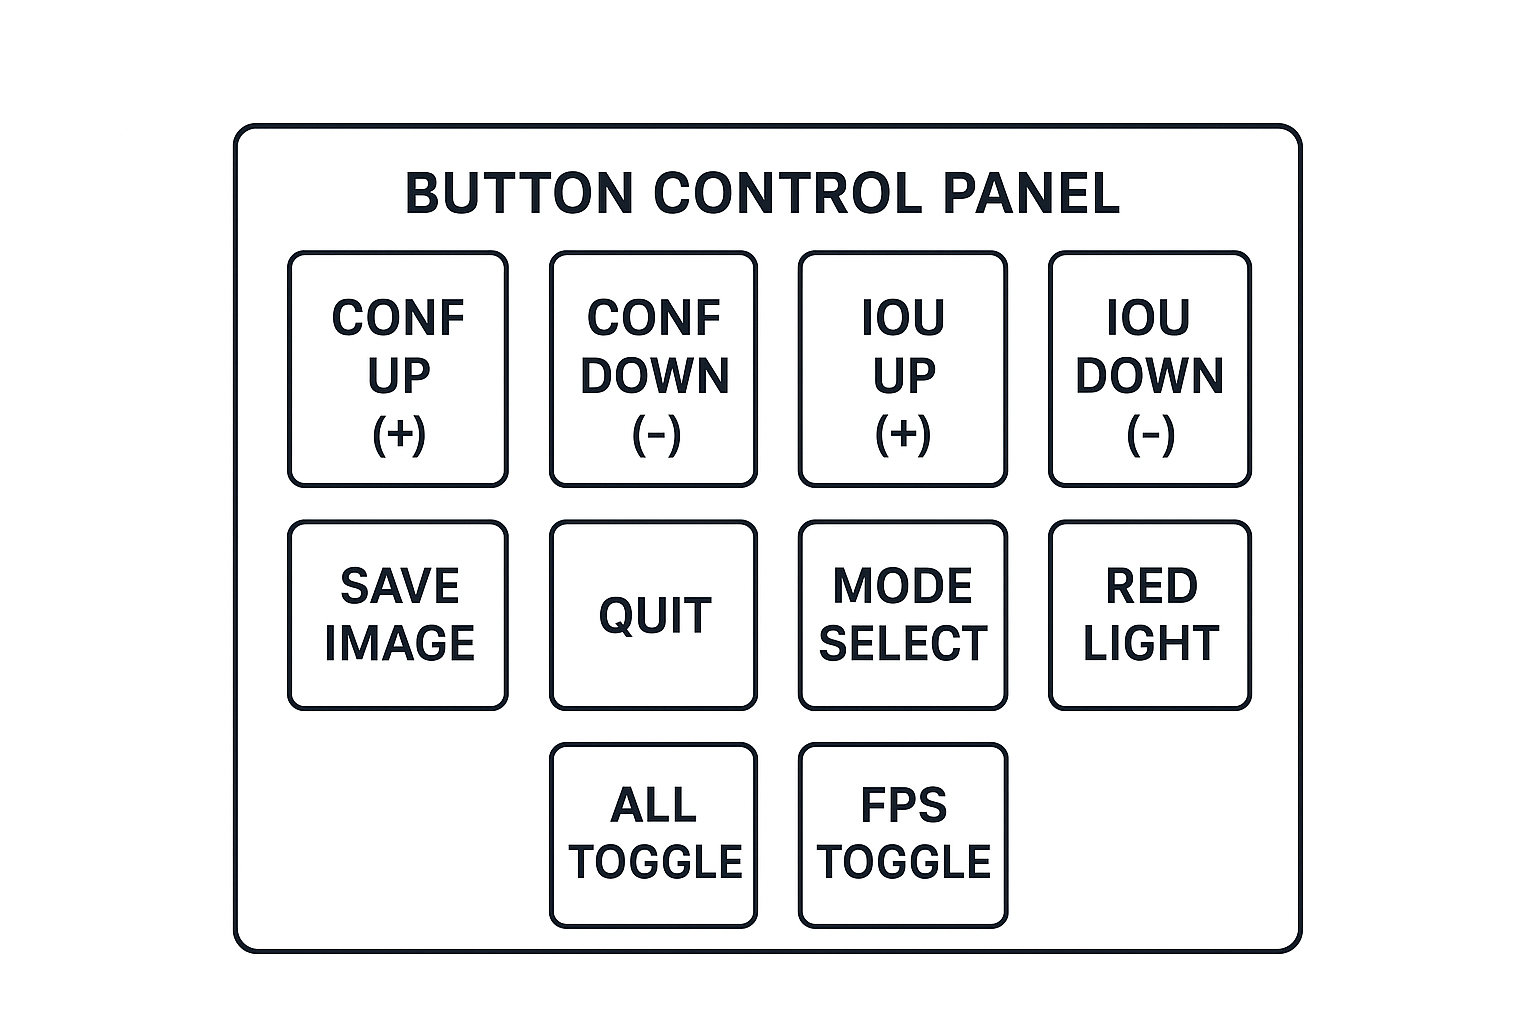 BUTTON CONTROL PANEL
CONF
UP
(+)
CONF
DOWN
(-)
IOU
UP
(+)
IOU
DOWN
(-)
SAVE
IMAGE
QUIT
MODE
SELECT
RED
LIGHT
ALL
TOGGLE
FPS
TOGGLE